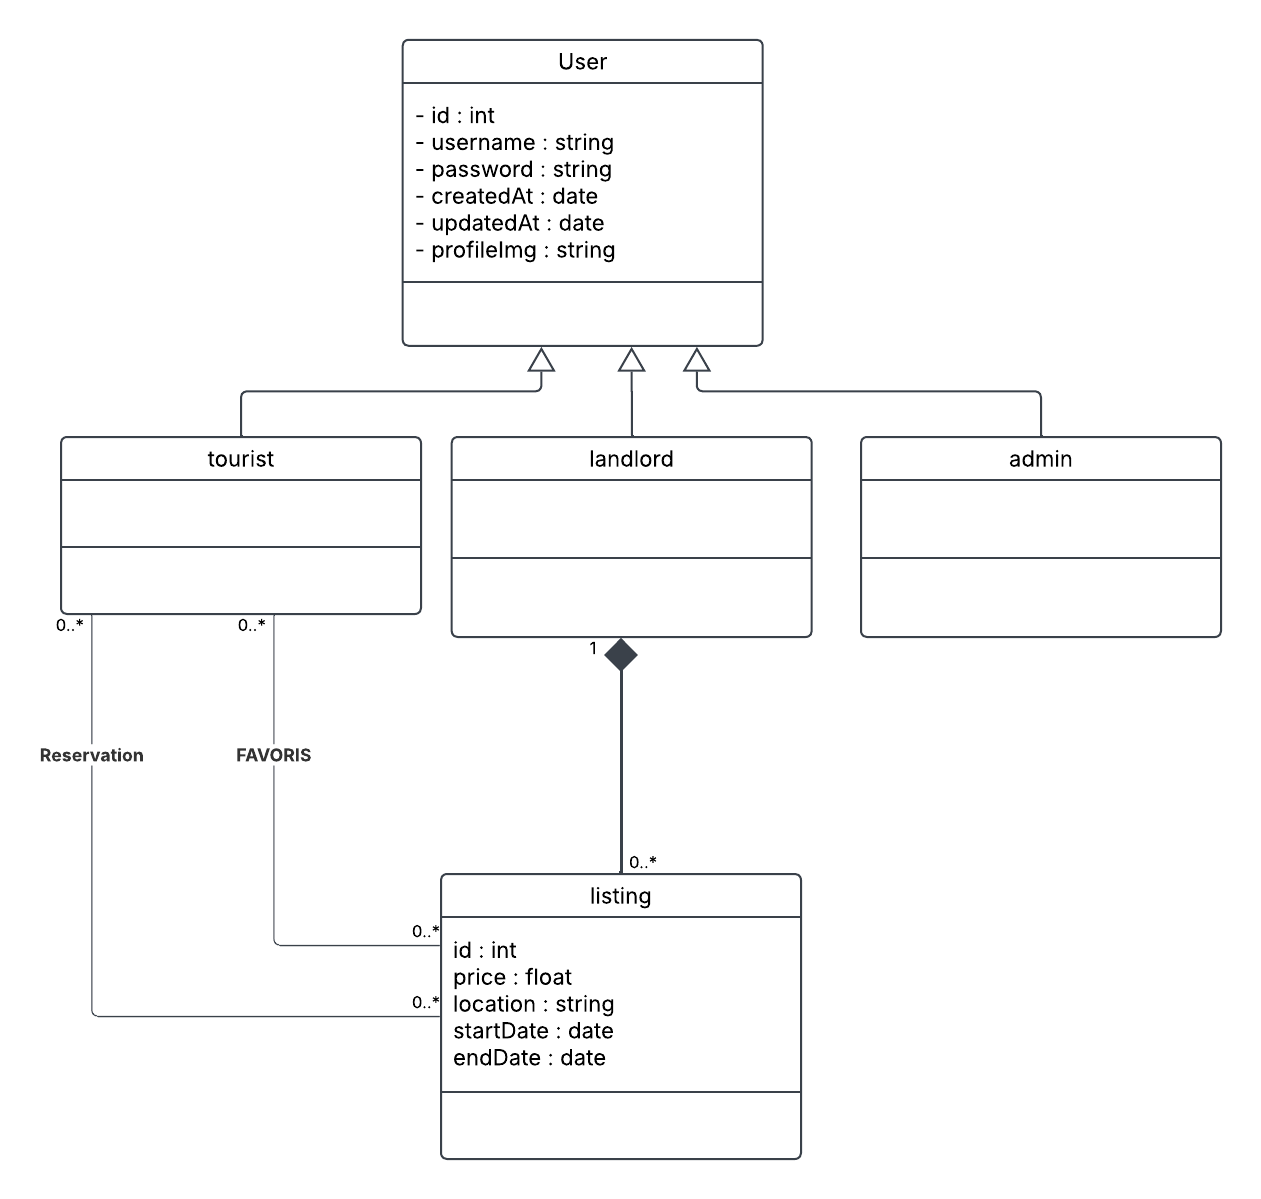 User
- id : int
- username : string
- password : string
- createdAt : date
- updatedAt : date
- profileImg : string
tourist
landlord
admin
0..*
0..*
1
Reservation
FAVORIS
0..*
listing
0..*
0..*
id : int
price : float
location : string
startDate : date
endDate : date